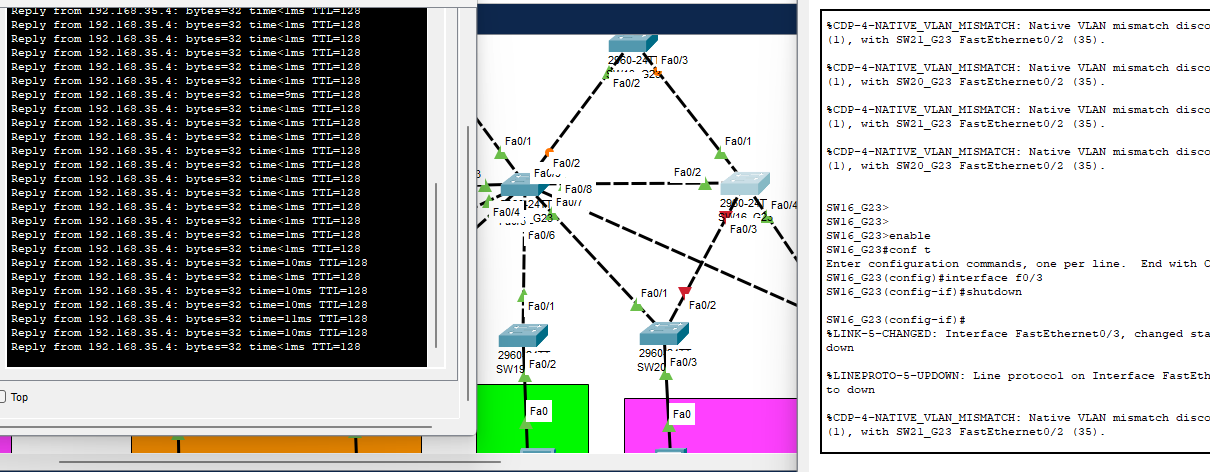 Reply from 192.168.35.4: bytes=32 time<1ms TTL=128
Reply from 192.168.35.4: bytes=32 time<1ms TTL=128
Reply from 192.168.35.4: bytes=32 time<1ms TTL=128
Reply from 192.168.35.4: bytes=32 time<1ms TTL=128
Reply from 192.168.35.4: bytes=32 time<1ms TTL=128
Reply from 192.168.35.4: bytes=32 time<1ms TTL=128
Reply from 192.168.35.4: bytes=32 time=9ms TTL=128
Reply from 192.168.35.4: bytes=32 time<1ms TTL=128
Reply from 192.168.35.4: bytes=32 time<1ms TTL=128
Reply from 192.168.35.4: bytes=32 time<1ms TTL=128
Reply from 192.168.35.4: bytes=32 time<1ms TTL=128
Reply from 192.168.35.4: bytes=32 time<1ms TTL=128
Reply from 192.168.35.4: bytes=32 time<1ms TTL=128
Reply from 192.168.35.4: bytes=32 time<1ms TTL=128
Reply from 192.168.35.4: bytes=32 time<1ms TTL=128
Reply from 192.168.35.4: bytes=32 time<1ms TTL=128
Reply from 192.168.35.4: bytes=32 time<1ms TTL=128
Reply from 192.168.35.4: bytes=32 time<1ms TTL=128
Reply from 192.168.35.4: bytes=32 time=10ms TTL=128
Reply from 192.168.35.4: bytes=32 time<1ms TTL=128
Reply from 192.168.35.4: bytes=32 time=10ms TTL=128
Reply from 192.168.35.4: bytes=32 time=10ms TTL=128
Reply from 192.168.35.4: bytes=32 time=11ms TTL=128
Reply from 192.168.35.4: bytes=32 time=10ms TTL=128
Reply from 192.168.35.4: bytes=32 time<1ms TTL=128
Top
Fa0/3
Fa0/2
Fa0/1
Fa0/2
Fa0/8
Fa0/4
Fa0/6
Fa0/1
Fa0/2
Fa0/4
Fa0/3
Fa0/1
Fa0/1
Fa0/2
2960
SW19
Fa0/2
2960
SW20
Fa0/3
Fa0
Fa0
%CDP-4-NATIVE_VLAN_MISMATCH: Native VLAN mismatch disco
(1), with SW21_G23 FastEthernet0/2 (35).
%CDP-4-NATIVE_VLAN_MISMATCH: Native VLAN mismatch disco
(1), with SW20_G23 FastEthernet0/2 (35).
%CDP-4-NATIVE_VLAN_MISMATCH: Native VLAN mismatch disco
(1), with SW21_G23 FastEthernet0/2 (35).
%CDP-4-NATIVE_VLAN_MISMATCH: Native VLAN mismatch disco
(1), with SW20_G23 FastEthernet0/2 (35).
SW16_G23>
SW16_G23>
SW16_G23>enable
SW16_G23#conf t
Enter configuration commands, one per line. End with C
SW16_G23(config)#interface f0/3
SW16_G23(config-if)#shutdown
SW16_G23(config-if)#
%LINK-5-CHANGED: Interface FastEthernet0/3, changed sta
down
%LINEPROTO-5-UPDOWN: Line protocol on Interface FastEth
to down
%CDP-4-NATIVE_VLAN_MISMATCH: Native VLAN mismatch disco
(1), with SW21_G23 FastEthernet0/2 (35).